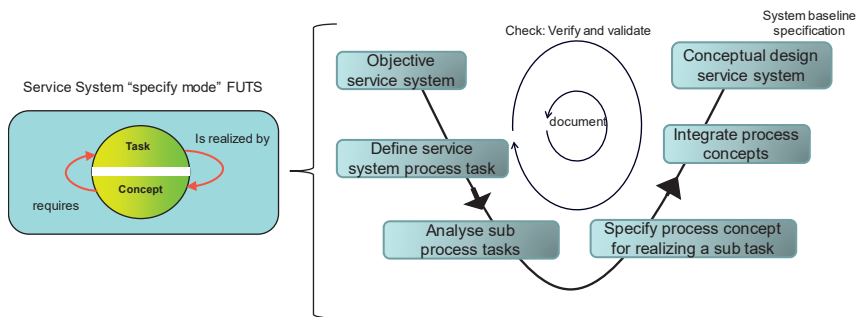 Service System “specify mode” FUTS
Task
Concept
Is realized by
requires
Check: Verify and validate
document
System baseline
specification
Objective
service system
Define service
system process task
Analyse sub
process tasks
Specify process concept
for realizing a sub task
Integrate process
concepts
Conceptual design
service system